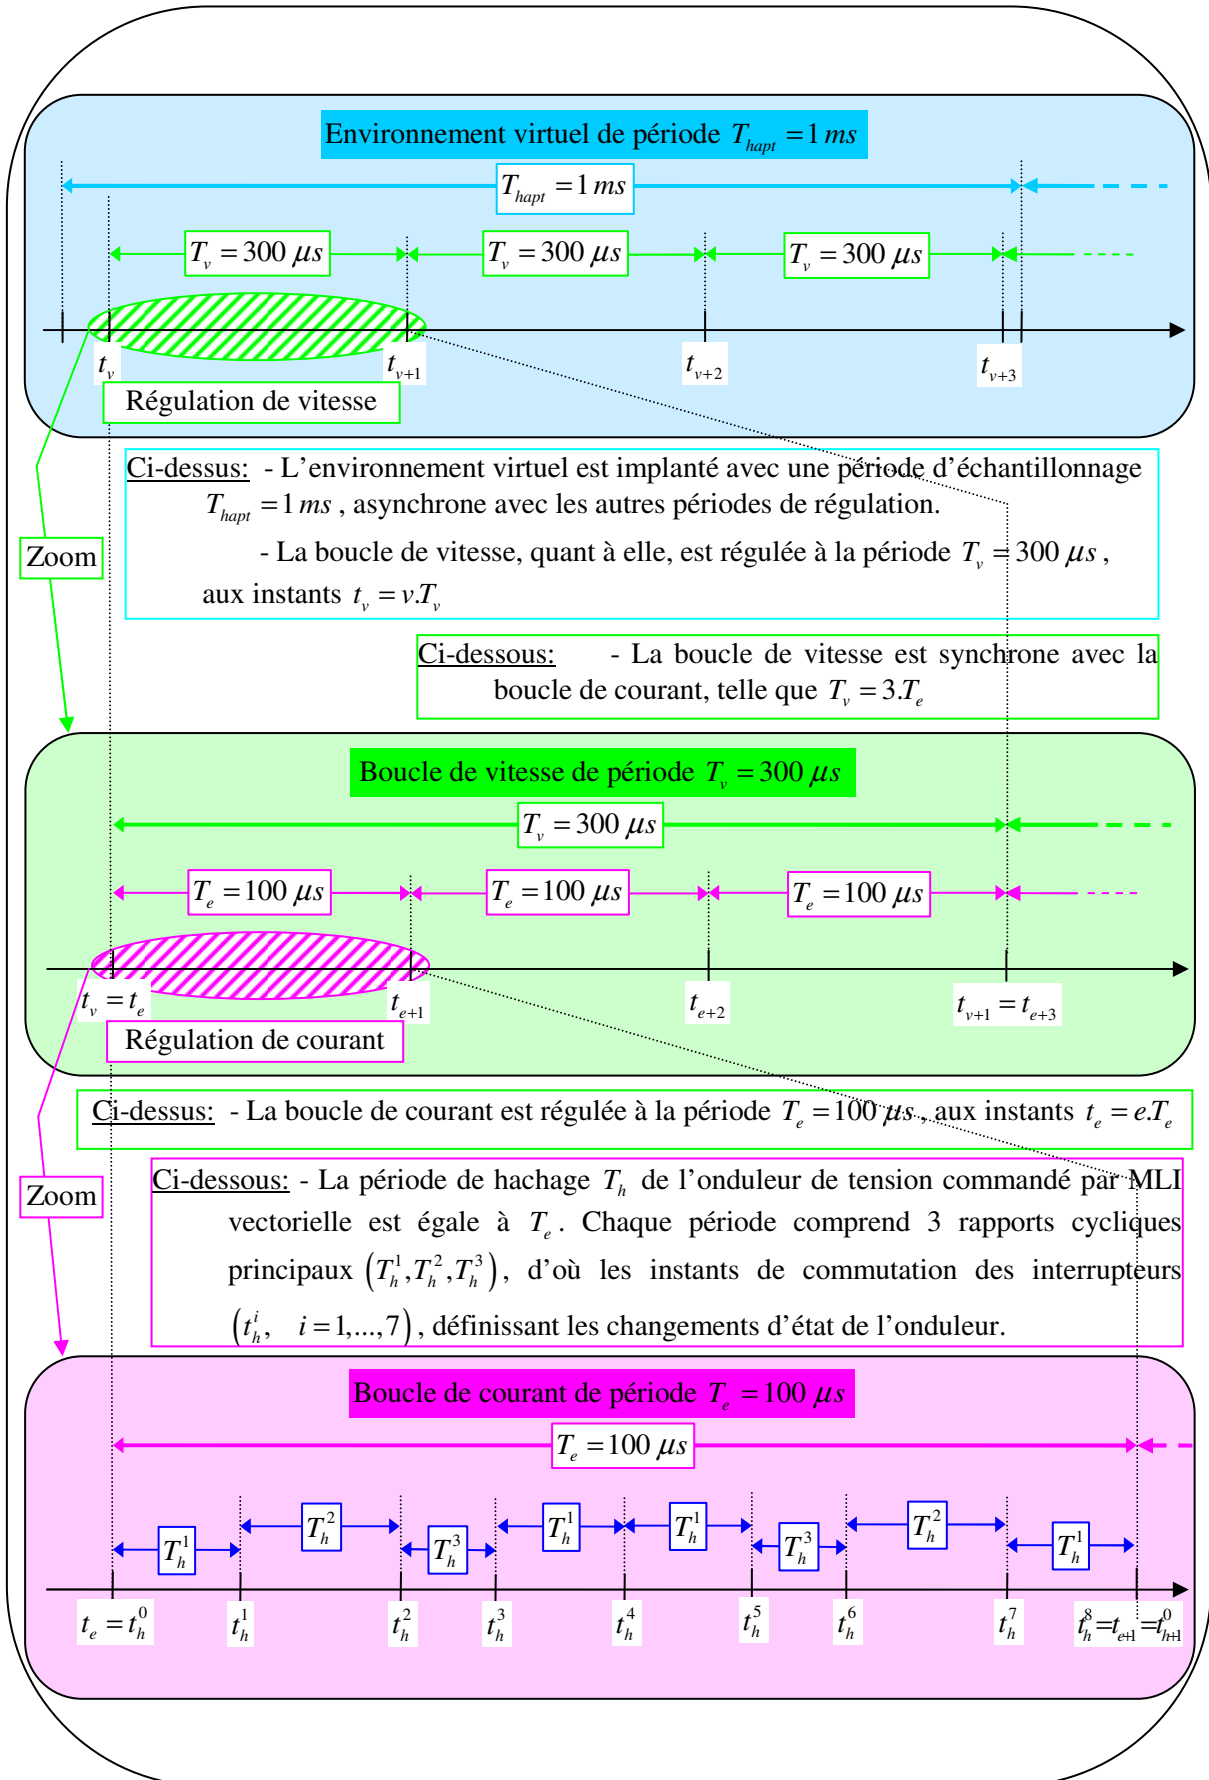 Environnement virtuel de période T_hapt = 1 ms
T_hapt = 1 ms
T_v = 300 μs T_v = 300 μs T_v = 300 μs
t_v t_{v+1} t_{v+2} t_{v+3}
Régulation de vitesse
Ci-dessus: - L'environnement virtuel est implanté avec une période d'échantillonnage
T_hapt = 1 ms , asynchrone avec les autres périodes de régulation.
- La boucle de vitesse, quant à elle, est régulée à la période T_v = 300 μs ,
aux instants t_v = v.T_v
Zoom
Ci-dessous: - La boucle de vitesse est synchrone avec la
boucle de courant, telle que T_v = 3.T_e
Boucle de vitesse de période T_v = 300 μs
T_v = 300 μs
T_e = 100 μs T_e = 100 μs T_e = 100 μs
t_v = t_e t_{e+1} t_{e+2} t_{v+1} = t_{e+3}
Régulation de courant
Ci-dessus: - La boucle de courant est régulée à la période T_e = 100 μs , aux instants t_e = e.T_e
Zoom
Ci-dessous: - La période de hachage T_h de l'onduleur de tension commandé par MLI
vectorielle est égale à T_e. Chaque période comprend 3 rapports cycliques
principaux (T_h^1, T_h^2, T_h^3), d'où les instants de commutation des interrupteurs
(t_h^i, i = 1,...,7), définissant les changements d'état de l'onduleur.
Boucle de courant de période T_e = 100 μs
T_e = 100 μs
T_h^1 T_h^2 T_h^3 T_h^1 T_h^1 T_h^3 T_h^2 T_h^1
t_e = t_h^0 t_h^1 t_h^2 t_h^3 t_h^4 t_h^5 t_h^6 t_h^7 t_h^8 = t_{e+1} = t_{h+1}^0